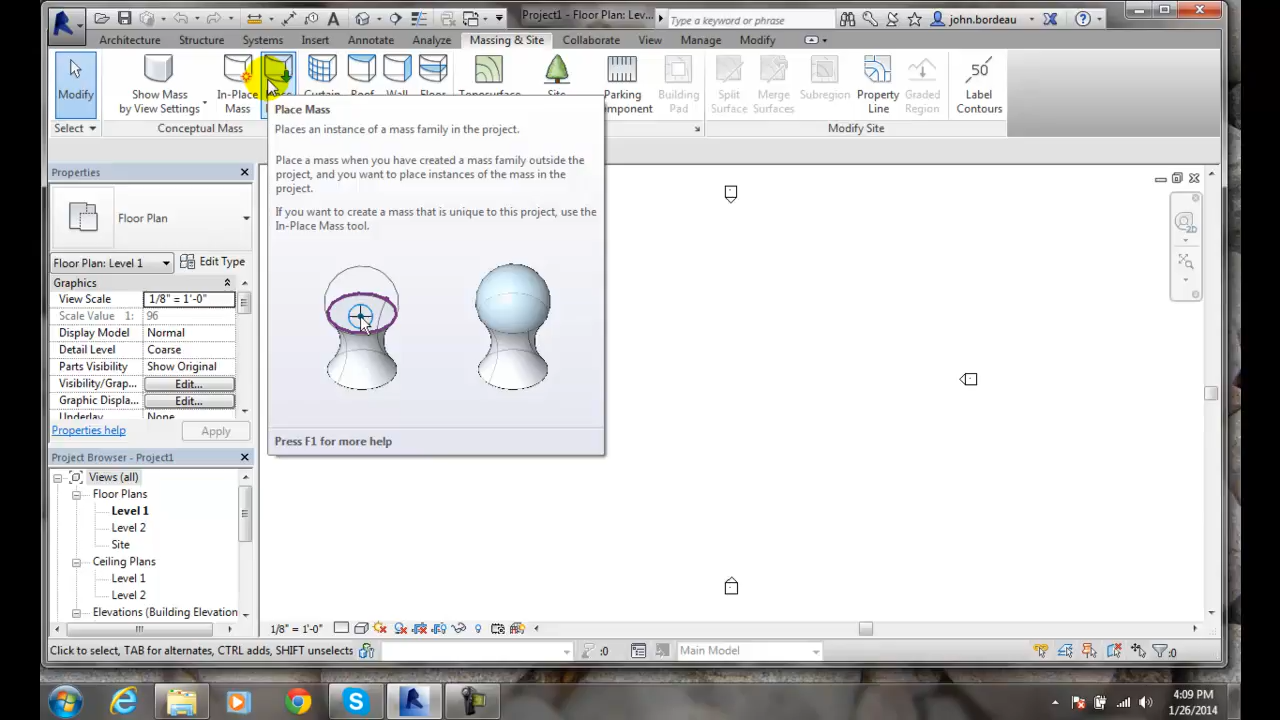 Project1 - Floor Plan: Lev...
Type a keyword or phrase
john.bordeau
Architecture Structure Systems Insert Annotate Analyze Massing & Site Collaborate View Manage Modify
Modify
Show Mass
by View Settings
In-Place
Mass
50
Parking
Component
Building
Pad
Split
Surface
Merge
Surfaces
Subregion
Property
Line
Graded
Region
Label
Contours
Select
Conceptual Mass
Modify Site
Place Mass
Places an instance of a mass family in the project.
Place a mass when you have created a mass family outside the
project, and you want to place instances of the mass in the
project.
If you want to create a mass that is unique to this project, use the
In-Place Mass tool.
Press F1 for more help
Properties
Floor Plan
Floor Plan: Level 1
Edit Type
Graphics
View Scale 1/8" = 1'-0"
Scale Value 1: 96
Display Model Normal
Detail Level Coarse
Parts Visibility Show Original
Visibility/Grap... Edit...
Graphic Displa... Edit...
Underlay None
Properties help
Apply
Project Browser - Project1
Views (all)
Floor Plans
Level 1
Level 2
Site
Ceiling Plans
Level 1
Level 2
Elevations (Building Elevation
2D
1/8" = 1'-0"
Click to select, TAB for alternates, CTRL adds, SHIFT unselects
:0
Main Model
:0
4:09 PM
1/26/2014